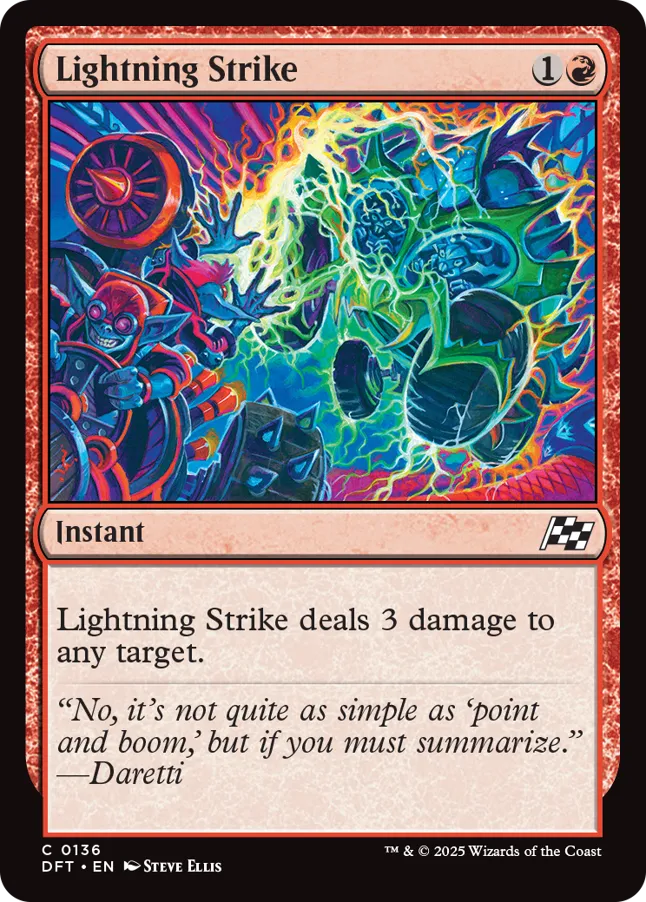 Lightning Strike 1
Instant
Lightning Strike deals 3 damage to
any target.
“No, it’s not quite as simple as ‘point
and boom,’ but if you must summarize.”
—Daretti
C 0136
DFT • EN Steve Ellis
™ & © 2025 Wizards of the Coast